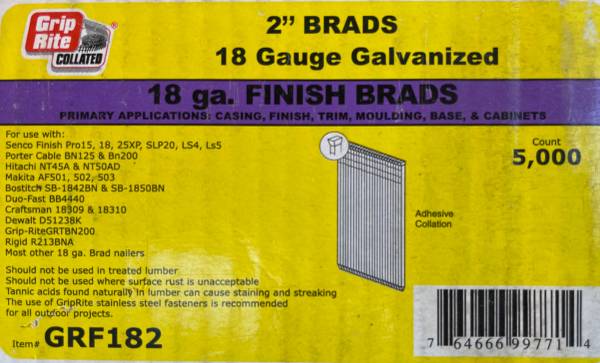 Grip
Rite
COLLATED
®
2” BRADS
18 Gauge Galvanized
18 ga. FINISH BRADS
PRIMARY APPLICATIONS: CASING, FINISH, TRIM, MOULDING, BASE, & CABINETS
For use with:
Senco Finish Pro15, 18, 25XP, SLP20, LS4, Ls5
Porter Cable BN125 & Bn200
Hitachi NT45A & NT50AD
Makita AF501, 502, 503
Bostitch SB-1842BN & SB-1850BN
Duo-Fast BB4440
Craftsman 18309 & 18310
Dewalt D51238K
Grip-RiteGRTBN200
Rigid R213BNA
Most other 18 ga. Brad nailers
Count
5,000
Adhesive
Collation
Should not be used in treated lumber
Should not be used where surface rust is unacceptable
Tannic acids found naturally in lumber can cause staining and streaking
The use of GripRite stainless steel fasteners is recommended
for all outdoor projects.
Item# GRF182
7 64666 99771 4